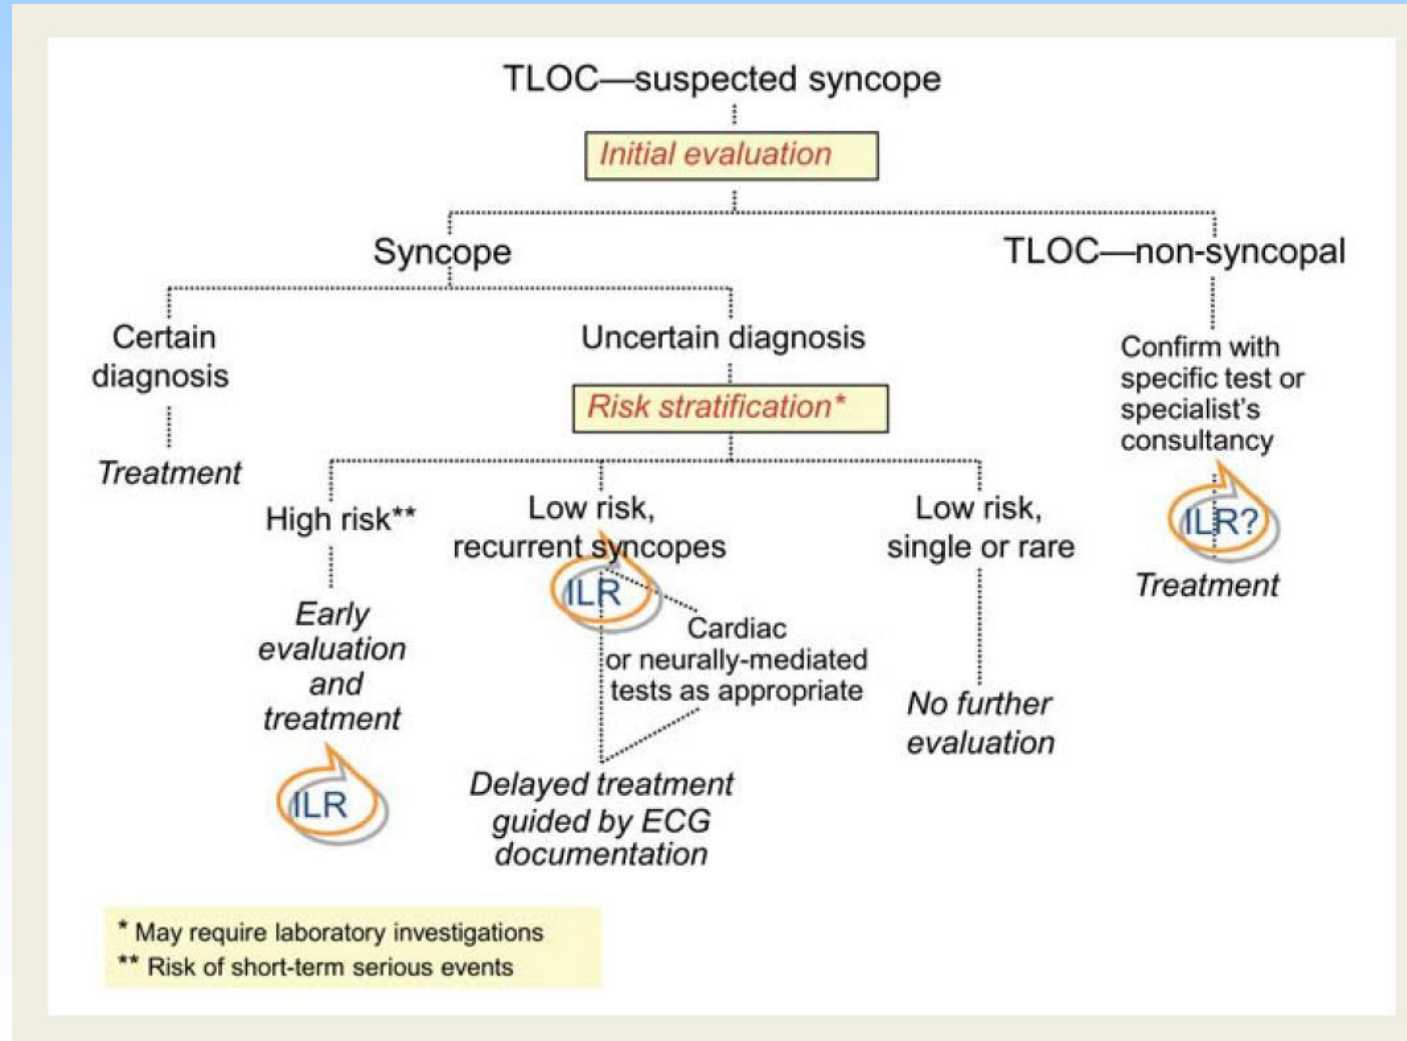 TLOC—suspected syncope
Initial evaluation
Syncope
TLOC—non-syncopal
Certain
diagnosis
Uncertain diagnosis
Confirm with
specific test or
specialist's
consultancy
Risk stratification*
Treatment
High risk**
Low risk,
recurrent syncopes
Low risk,
single or rare
ILR?
Treatment
ILR
Early
evaluation
and
treatment
Cardiac
or neurally-mediated
tests as appropriate
No further
evaluation
ILR
Delayed treatment
guided by ECG
documentation
* May require laboratory investigations
** Risk of short-term serious events